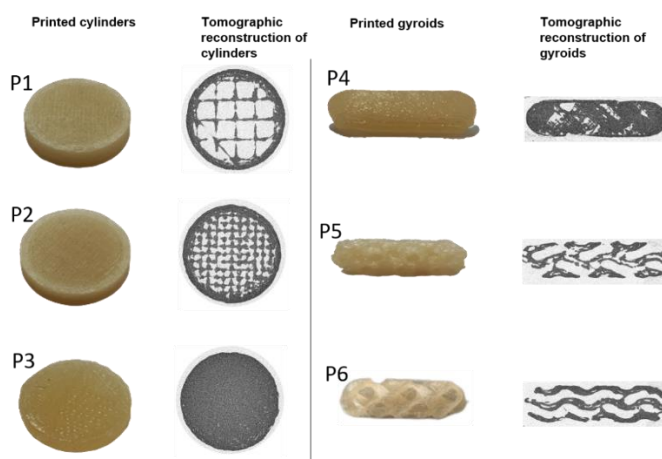 Printed cylinders
Tomographic
reconstruction of
cylinders
Printed gyroids
Tomographic
reconstruction of
gyroids
P1
P4
P2
P5
P3
P6